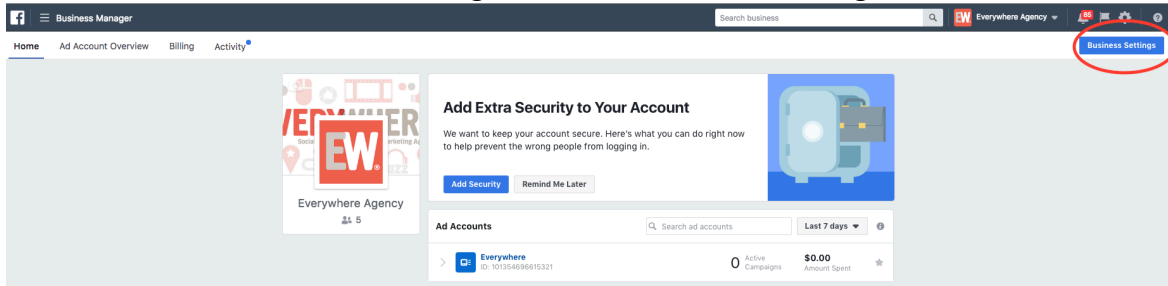 Business Manager
Search business
EW Everywhere Agency
85
Home
Ad Account Overview
Billing
Activity
Business Settings
EW
Everywhere Agency
5
Add Extra Security to Your Account
We want to keep your account secure. Here's what you can do right now
to help prevent the wrong people from logging in.
Add Security
Remind Me Later
Ad Accounts
Search ad accounts
Last 7 days
Everywhere
ID: 101354696615321
0 Active
Campaigns
$0.00
Amount Spent